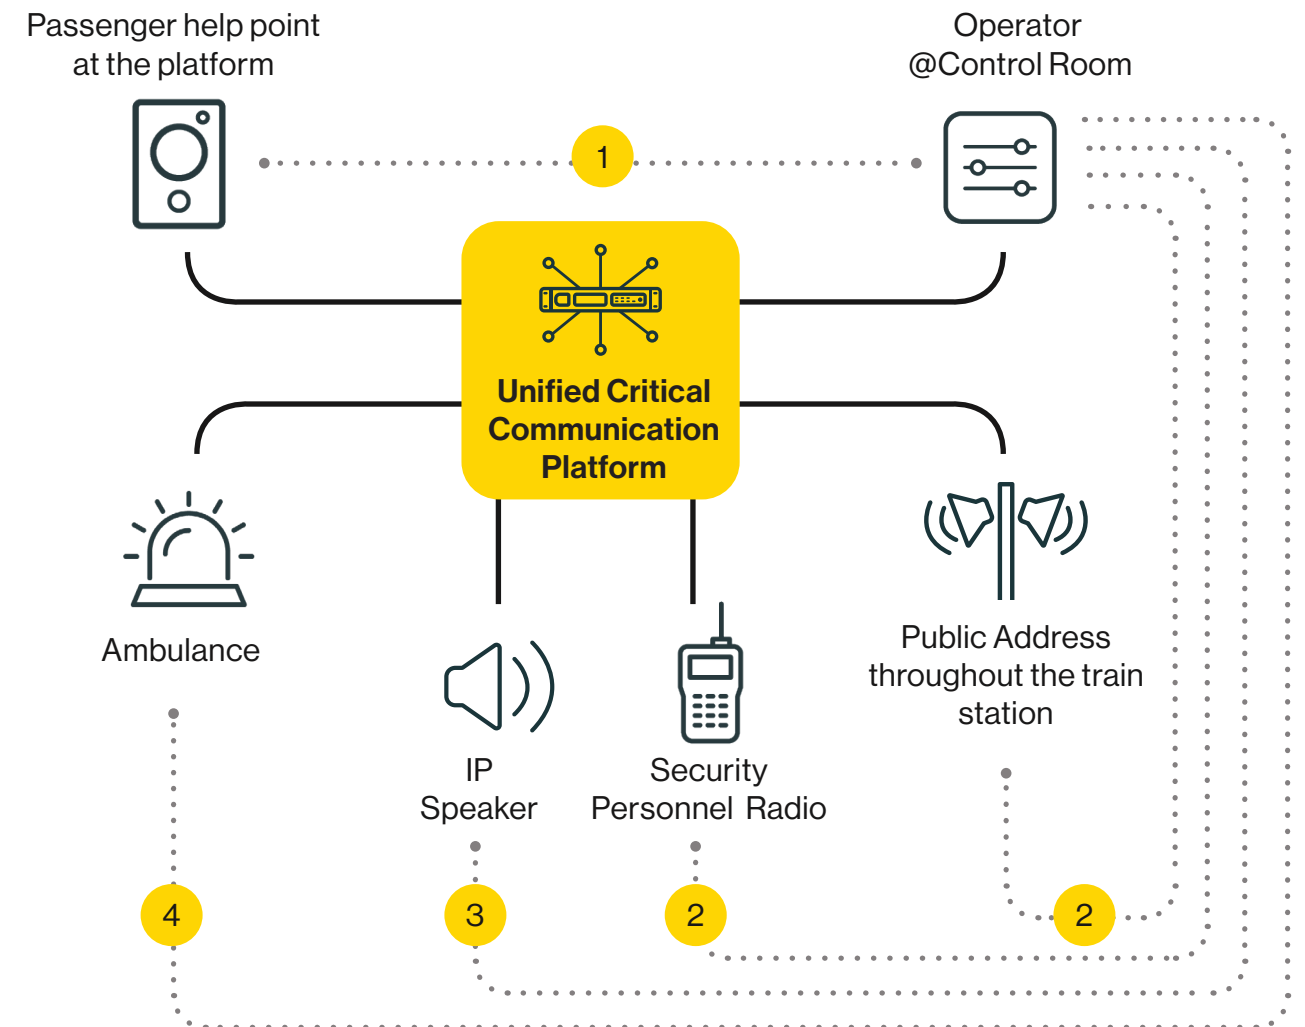 Passenger help point
at the platform
Operator
@Control Room
1
Unified Critical
Communication
Platform
Ambulance
IP
Speaker
Security
Personnel Radio
Public Address
throughout the train
station
4
3
2
2